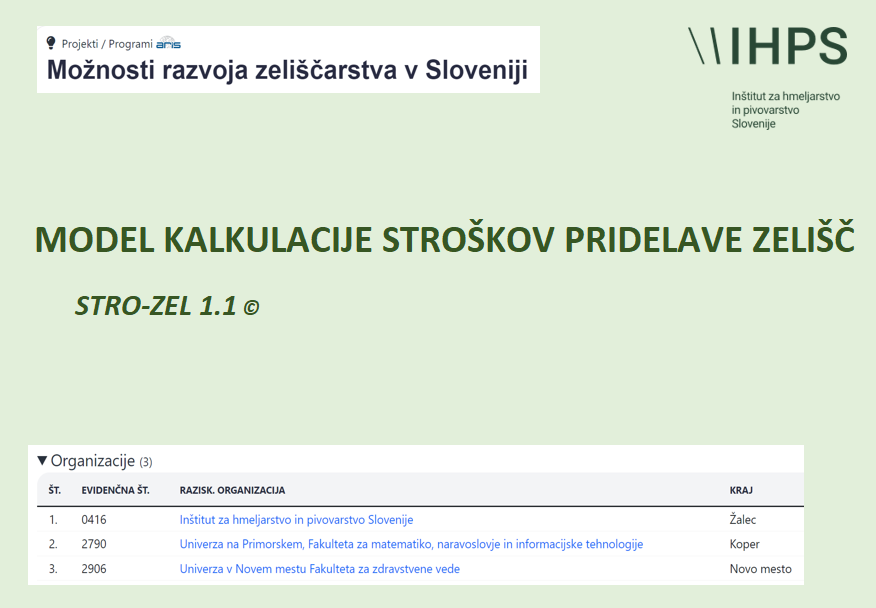 Projekti / Programi aris
Možnosti razvoja zeliščarstva v Sloveniji
\\IHPS
Inštitut za hmeljarstvo
in pivovarstvo
Slovenije
MODEL KALKULACIJE STROŠKOV PRIDELAVE ZELIŠČ
STRO-ZEL 1.1 ©
▼ Organizacije (3)
ŠT. EVIDENČNA ŠT. RAZISK. ORGANIZACIJA KRAJ
1. 0416 Inštitut za hmeljarstvo in pivovarstvo Slovenije Žalec
2. 2790 Univerza na Primorskem, Fakulteta za matematiko, naravoslovje in informacijske tehnologije Koper
3. 2906 Univerza v Novem mestu Fakulteta za zdravstvene vede Novo mesto